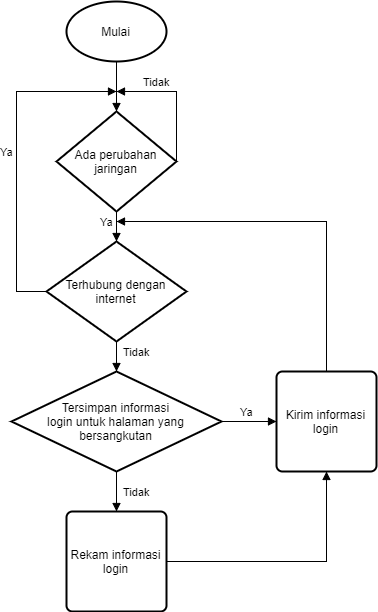 Mulai
Tidak
Ya
Ada perubahan
jaringan
Ya
Terhubung dengan
internet
Tidak
Tersimpan informasi
login untuk halaman yang
bersangkutan
Ya
Kirim informasi
login
Tidak
Rekam informasi
login